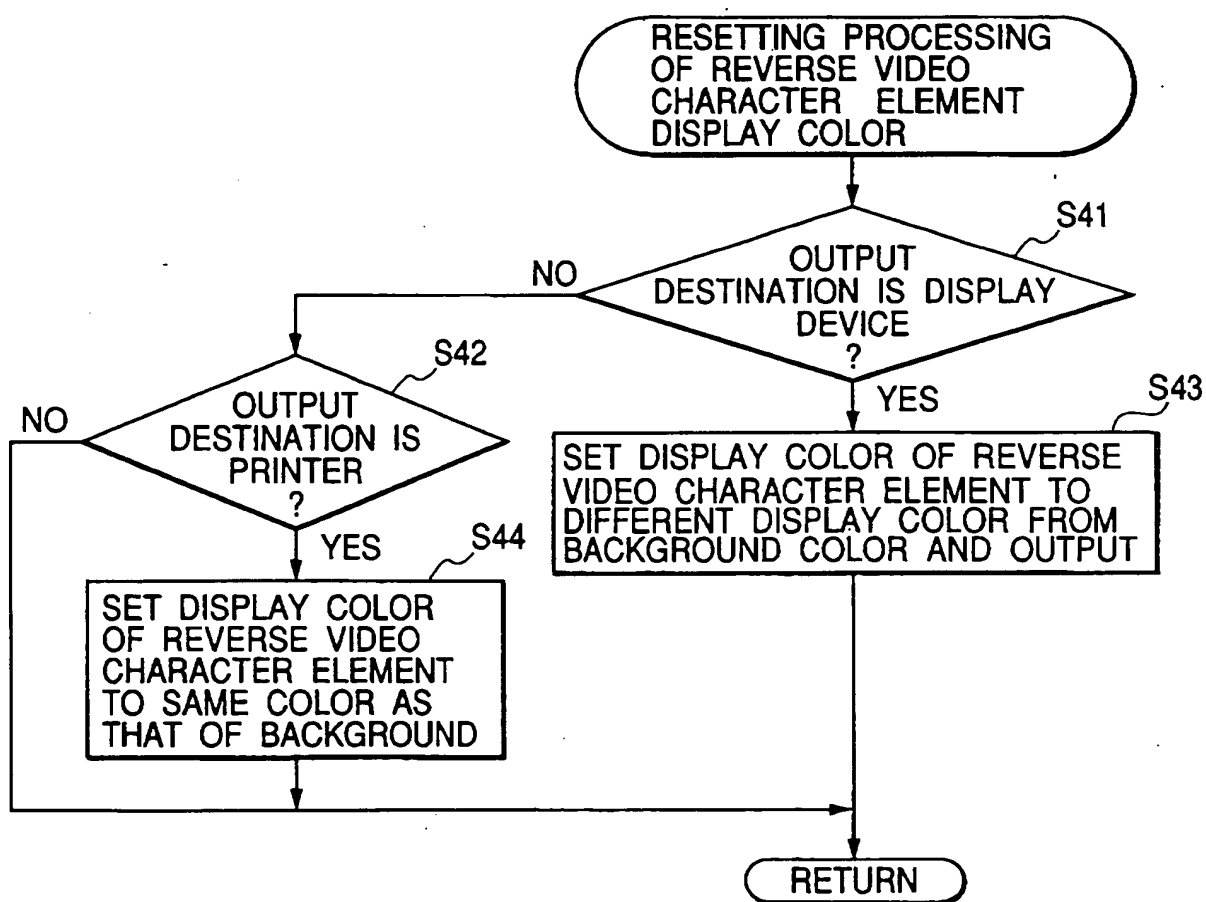 RESETTING PROCESSING
OF REVERSE VIDEO
CHARACTER ELEMENT
DISPLAY COLOR
S41
OUTPUT
DESTINATION IS DISPLAY
DEVICE
?
NO
YES
S42
OUTPUT
DESTINATION IS
PRINTER
?
NO
YES
S43
SET DISPLAY COLOR OF REVERSE
VIDEO CHARACTER ELEMENT TO
DIFFERENT DISPLAY COLOR FROM
BACKGROUND COLOR AND OUTPUT
S44
SET DISPLAY COLOR
OF REVERSE VIDEO
CHARACTER ELEMENT
TO SAME COLOR AS
THAT OF BACKGROUND
RETURN